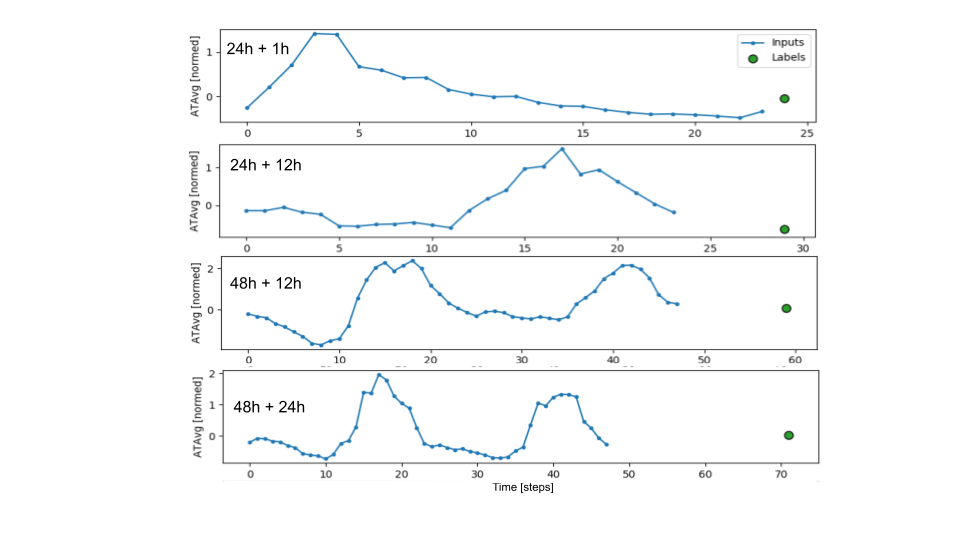 24h + 1h
Inputs
Labels
ATAvg [normed]
1
0
0 5 10 15 20 25
24h + 12h
ATAvg [normed]
1
0
0 5 10 15 20 25 30
48h + 12h
ATAvg [normed]
2
0
0 10 20 30 40 50 60
48h + 24h
ATAvg [normed]
2
1
0
0 10 20 30 40 50 60 70
Time [steps]